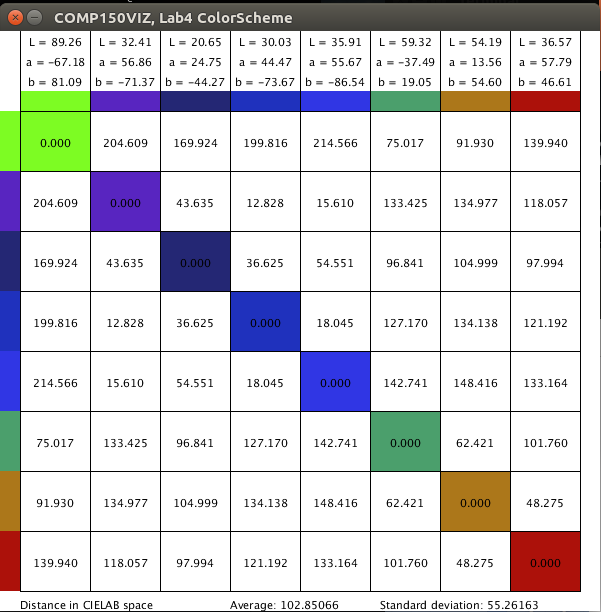 COMP150VIZ, Lab4 ColorScheme
L = 89.26 L = 32.41 L = 20.65 L = 30.03 L = 35.91 L = 59.32 L = 54.19 L = 36.57
a = −67.18 a = 56.86 a = 24.75 a = 44.47 a = 55.67 a = −37.49 a = 13.56 a = 57.79
b = 81.09 b = −71.37 b = −44.27 b = −73.67 b = −86.54 b = 19.05 b = 54.60 b = 46.61
0.000 204.609 169.924 199.816 214.566 75.017 91.930 139.940
204.609 0.000 43.635 12.828 15.610 133.425 134.977 118.057
169.924 43.635 0.000 36.625 54.551 96.841 104.999 97.994
199.816 12.828 36.625 0.000 18.045 127.170 134.138 121.192
214.566 15.610 54.551 18.045 0.000 142.741 148.416 133.164
75.017 133.425 96.841 127.170 142.741 0.000 62.421 101.760
91.930 134.977 104.999 134.138 148.416 62.421 0.000 48.275
139.940 118.057 97.994 121.192 133.164 101.760 48.275 0.000
Distance in CIELAB space Average: 102.85066 Standard deviation: 55.26163